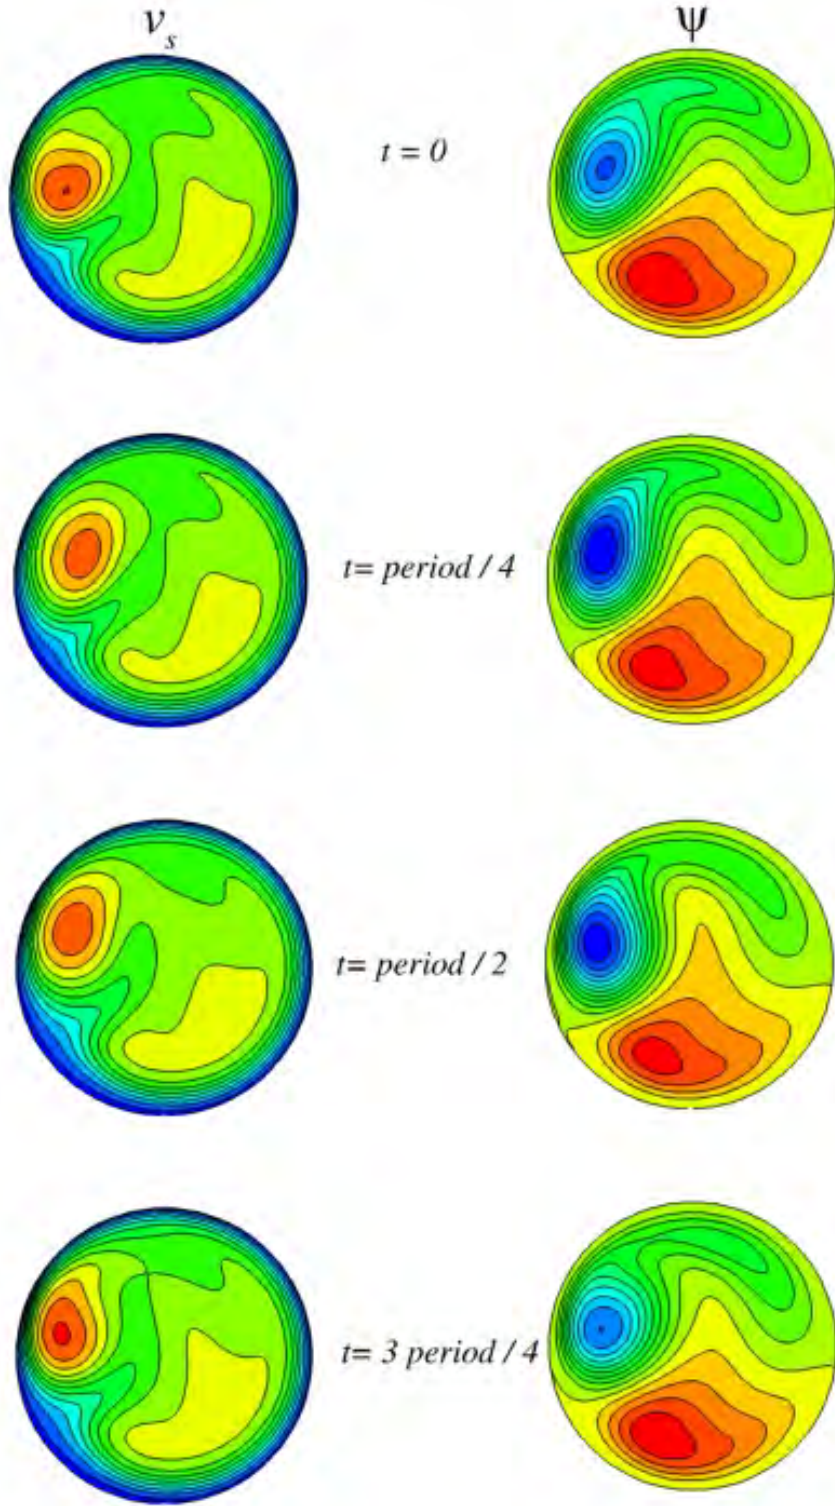 v_s ψ
t = 0
t= period / 4
t= period / 2
t= 3 period / 4